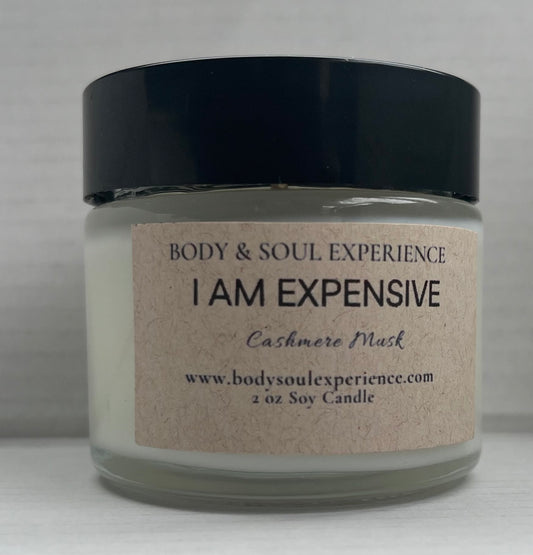 BODY & SOUL EXPERIENCE
I AM EXPENSIVE
Cashmere Musk
www.bodysoulexperience.com
2 oz Soy Candle